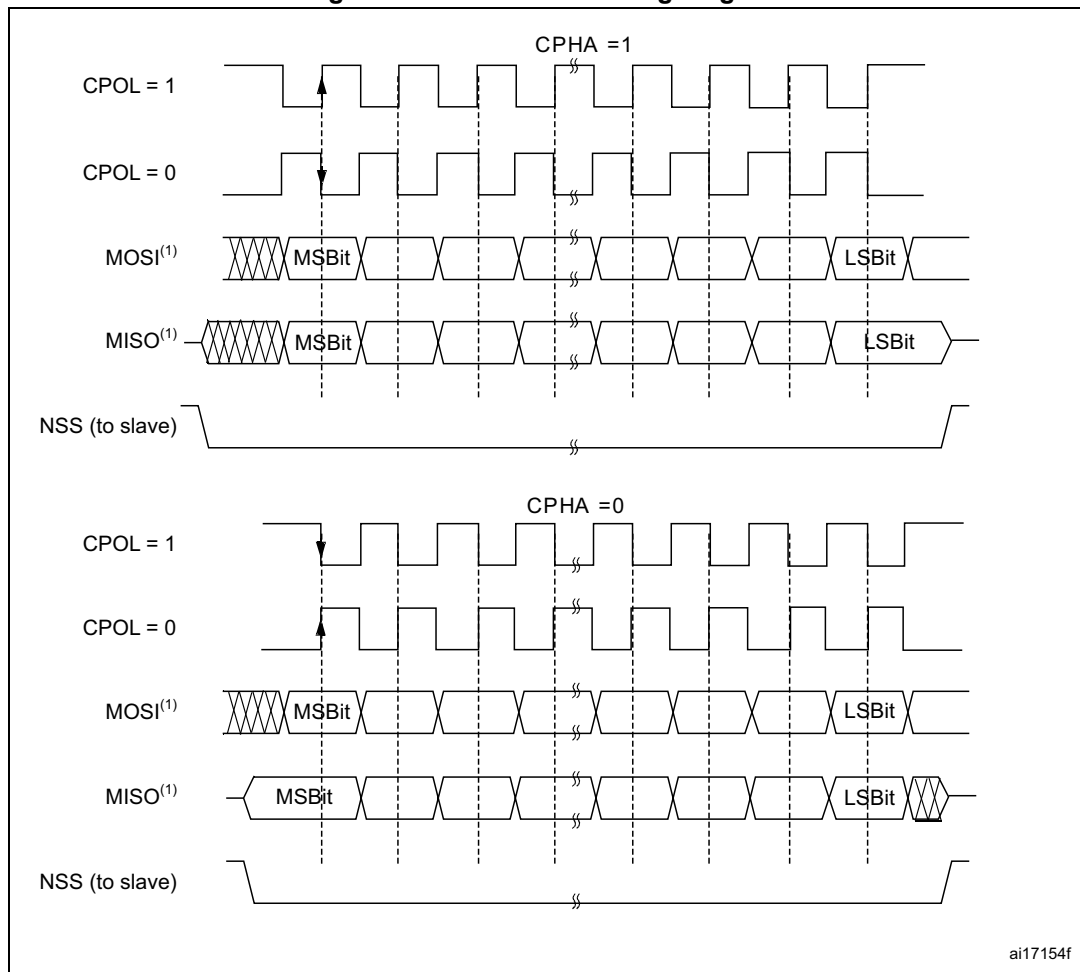 CPHA =1
CPOL = 1
CPOL = 0
MOSI(1) MSBit LSBit
MISO(1) MSBit LSBit
NSS (to slave)
CPHA =0
CPOL = 1
CPOL = 0
MOSI(1) MSBit LSBit
MISO(1) MSBit LSBit
NSS (to slave)
ai17154f